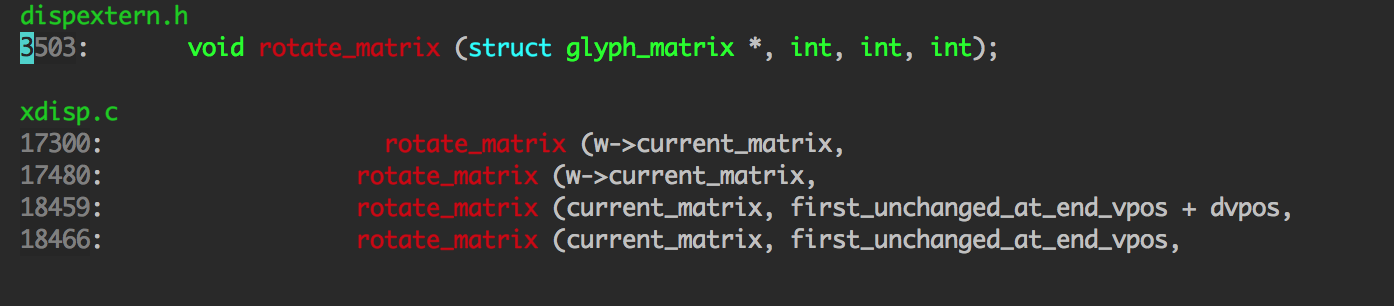 dispextern.h
3503: void rotate_matrix (struct glyph_matrix *, int, int, int);
xdisp.c
17300: rotate_matrix (w->current_matrix,
17480: rotate_matrix (w->current_matrix,
18459: rotate_matrix (current_matrix, first_unchanged_at_end_vpos + dvpos,
18466: rotate_matrix (current_matrix, first_unchanged_at_end_vpos,